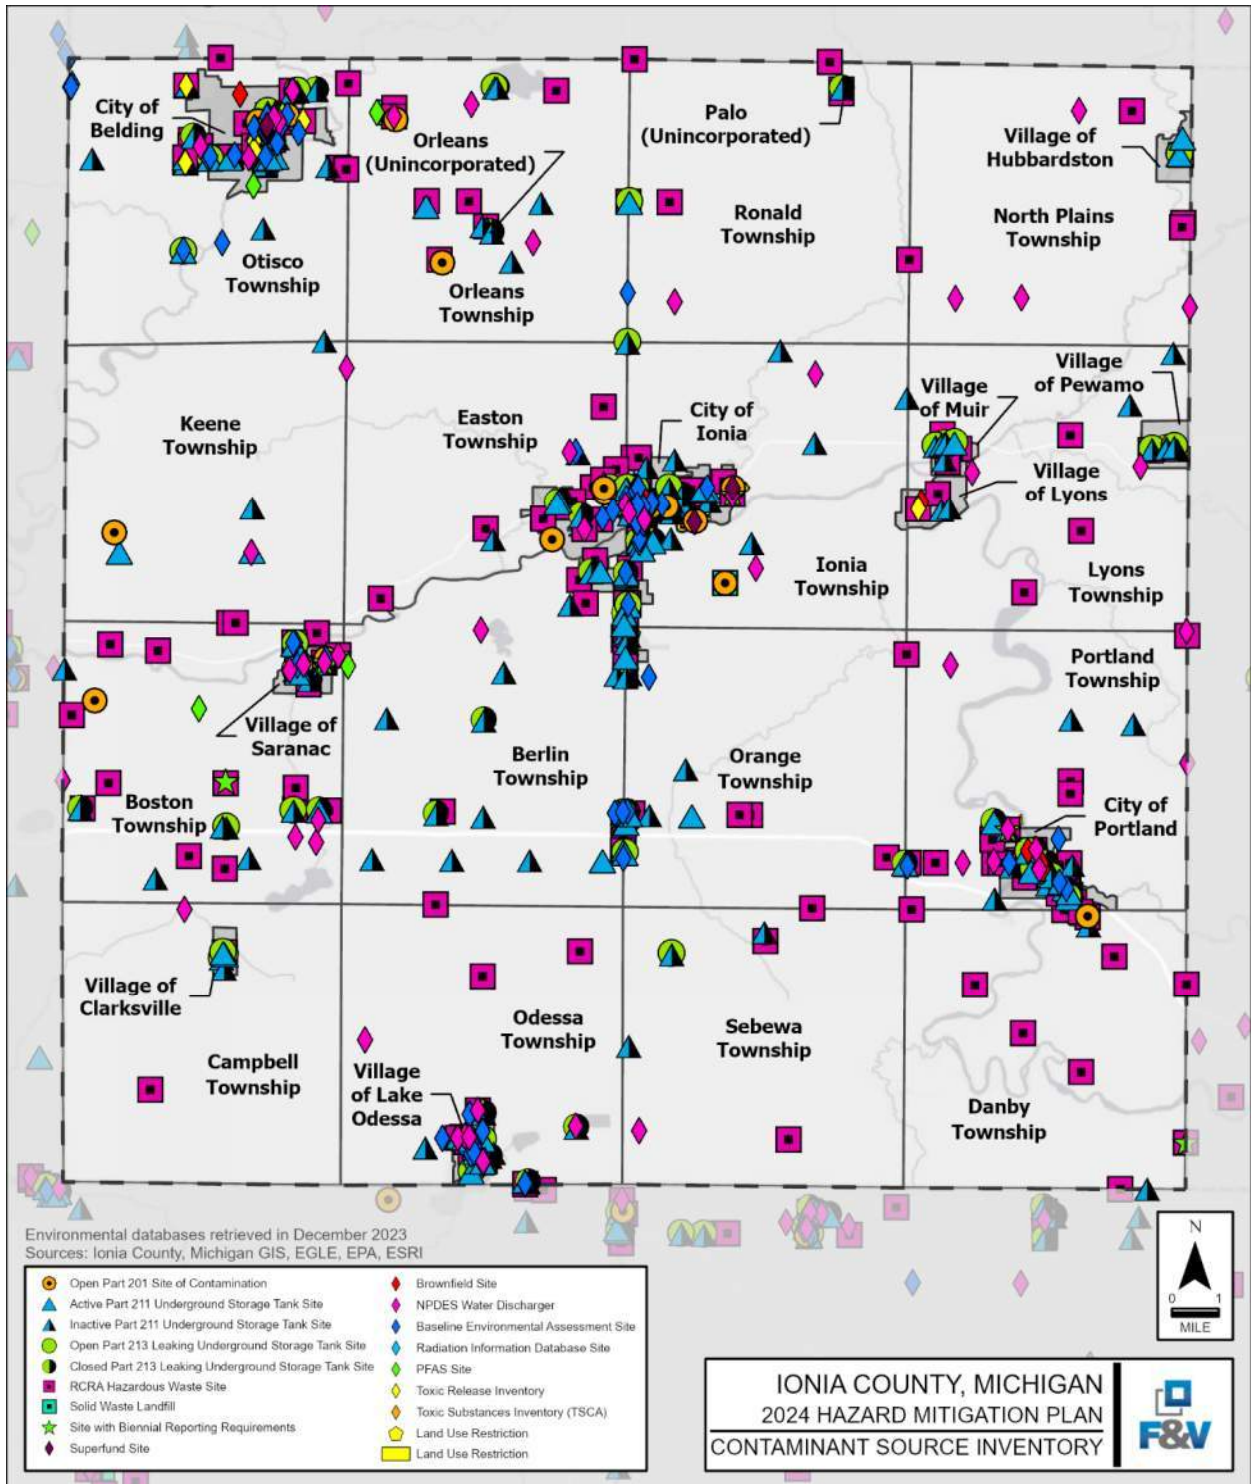 City of
Belding
Orleans
(Unincorporated)
Palo
(Unincorporated)
Village of
Hubbardston
Ronald
Township
North Plains
Township
Otisco
Township
Orleans
Township
Keene
Township
Easton
Township
City of
Ionia
Village
of Muir
Village
of Pewamo
Village
of Lyons
Ionia
Township
Lyons
Township
Portland
Township
Village of
Saranac
Berlin
Township
Orange
Township
Boston
Township
City of
Portland
Village of
Clarksville
Odessa
Township
Sebewa
Township
Campbell
Township
Village
of Lake
Odessa
Danby
Township
Environmental databases retrieved in December 2023
Sources: Ionia County, Michigan GIS, EGLE, EPA, ESRI
Open Part 201 Site of Contamination
Active Part 211 Underground Storage Tank Site
Inactive Part 211 Underground Storage Tank Site
Open Part 213 Leaking Underground Storage Tank Site
Closed Part 213 Leaking Underground Storage Tank Site
RCRA Hazardous Waste Site
Solid Waste Landfill
Site with Biennial Reporting Requirements
Superfund Site
Brownfield Site
NPDES Water Discharger
Baseline Environmental Assessment Site
Radiation Information Database Site
PFAS Site
Toxic Release Inventory
Toxic Substances Inventory (TSCA)
Land Use Restriction
Land Use Restriction
N
0 1
MILE
IONIA COUNTY, MICHIGAN
2024 HAZARD MITIGATION PLAN
CONTAMINANT SOURCE INVENTORY
F&V